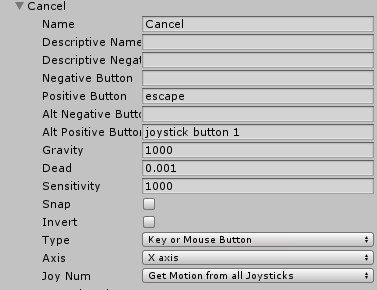 Cancel
Name Cancel
Descriptive Name
Descriptive Negat
Negative Button
Positive Button escape
Alt Negative Butto
Alt Positive Button joystick button 1
Gravity 1000
Dead 0.001
Sensitivity 1000
Snap
Invert
Type Key or Mouse Button
Axis X axis
Joy Num Get Motion from all Joysticks